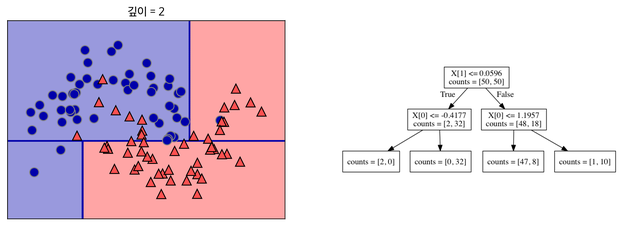 깊이 = 2
X[1] <= 0.0596
counts = [50, 50]
True
False
X[0] <= -0.4177
counts = [2, 32]
X[0] <= 1.1957
counts = [48, 18]
counts = [2, 0]
counts = [0, 32]
counts = [47, 8]
counts = [1, 10]